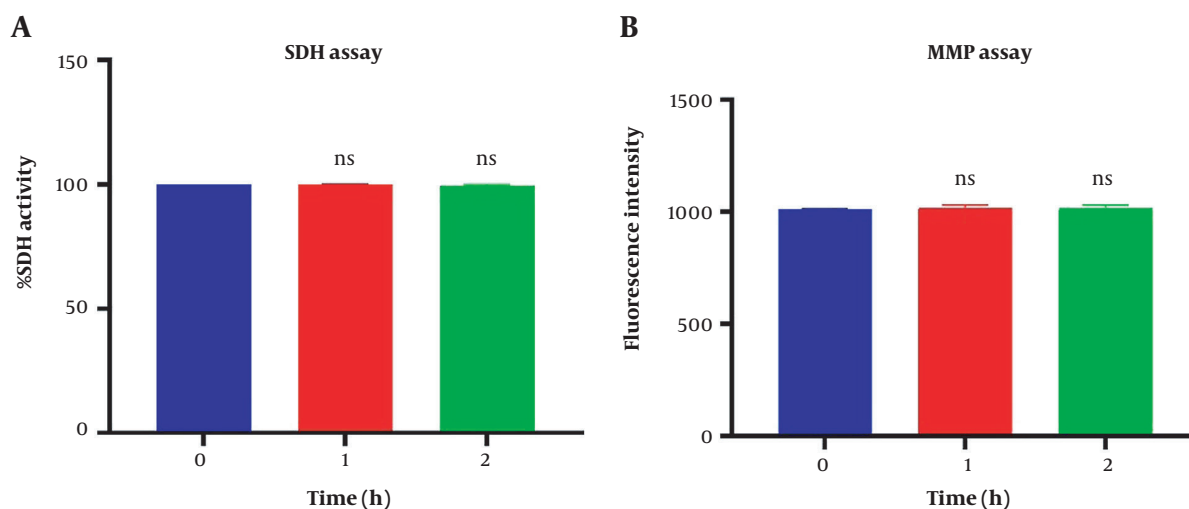 A
SDH assay
%SDH activity
150
100
50
0
ns
ns
0
1
2
Time (h)
B
MMP assay
Fluorescence intensity
1500
1000
500
0
ns
ns
0
1
2
Time (h)